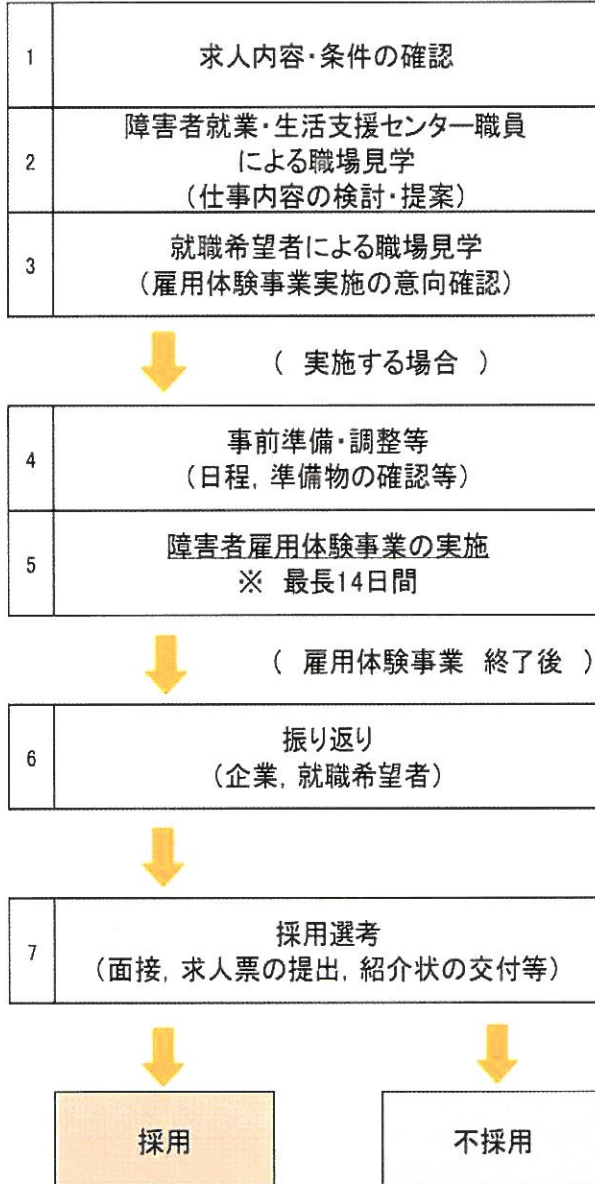 1
求人内容・条件の確認
2
障害者就業・生活支援センター職員
による職場見学
(仕事内容の検討・提案)
3
就職希望者による職場見学
(雇用体験事業実施の意向確認)
( 実施する場合 )
4
事前準備・調整等
(日程, 準備物の確認等)
5
障害者雇用体験事業の実施
※ 最長14日間
( 雇用体験事業 終了後 )
6
振り返り
(企業, 就職希望者)
7
採用選考
(面接, 求人票の提出, 紹介状の交付等)
採用
不採用